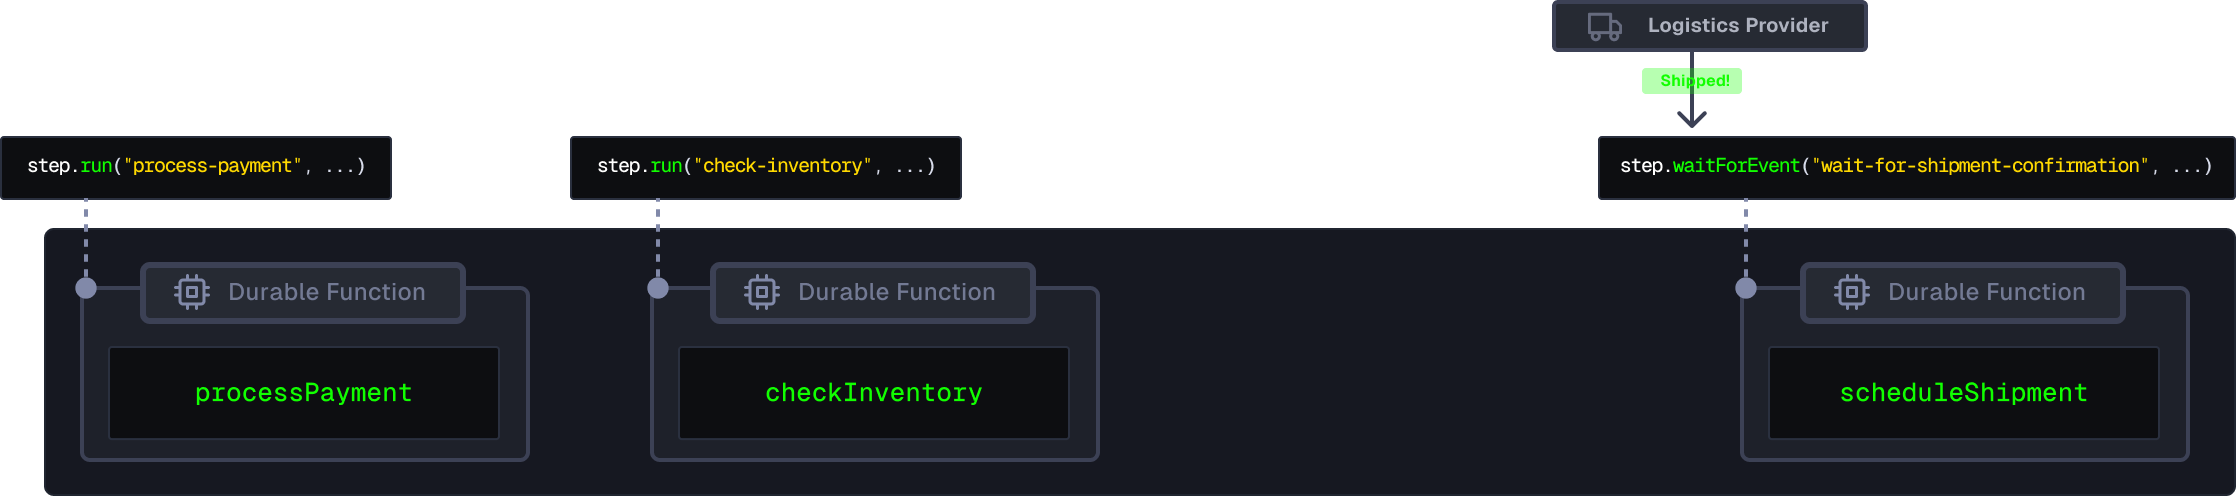 Logistics Provider
Shipped!
step.run("process-payment", ...)
step.run("check-inventory", ...)
step.waitForEvent("wait-for-shipment-confirmation", ...)
Durable Function
Durable Function
Durable Function
processPayment
checkInventory
scheduleShipment